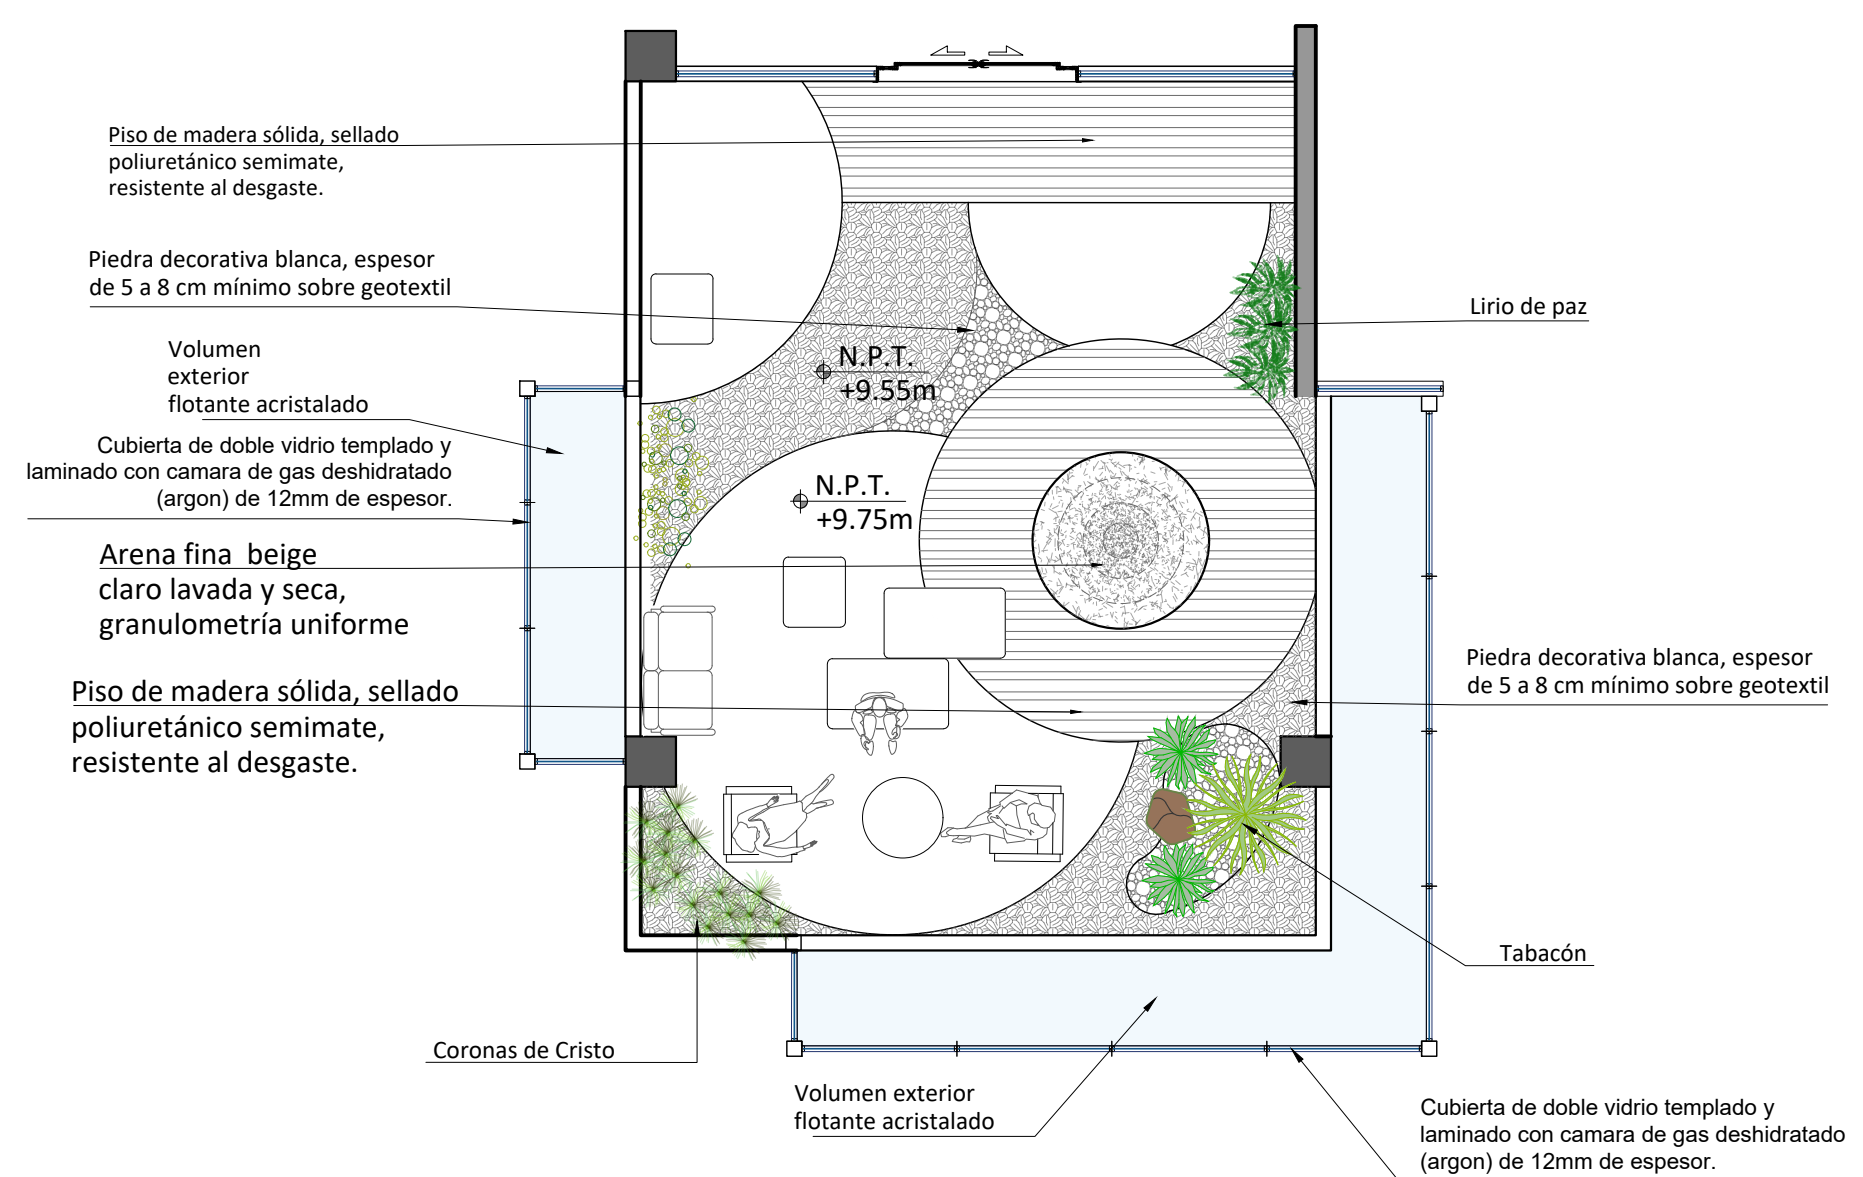 Piso de madera sólida, sellado
poliuretánico semimate,
resistente al desgaste.
Piedra decorativa blanca, espesor
de 5 a 8 cm mínimo sobre geotextil
Volumen
exterior
flotante acristalado
Cubierta de doble vidrio templado y
laminado con camara de gas deshidratado
(argon) de 12mm de espesor.
Arena fina beige
claro lavada y seca,
granulometría uniforme
Piso de madera sólida, sellado
poliuretánico semimate,
resistente al desgaste.
N.P.T.
+9.55m
N.P.T.
+9.75m
Lirio de paz
Piedra decorativa blanca, espesor
de 5 a 8 cm mínimo sobre geotextil
Tabacón
Coronas de Cristo
Volumen exterior
flotante acristalado
Cubierta de doble vidrio templado y
laminado con camara de gas deshidratado
(argon) de 12mm de espesor.